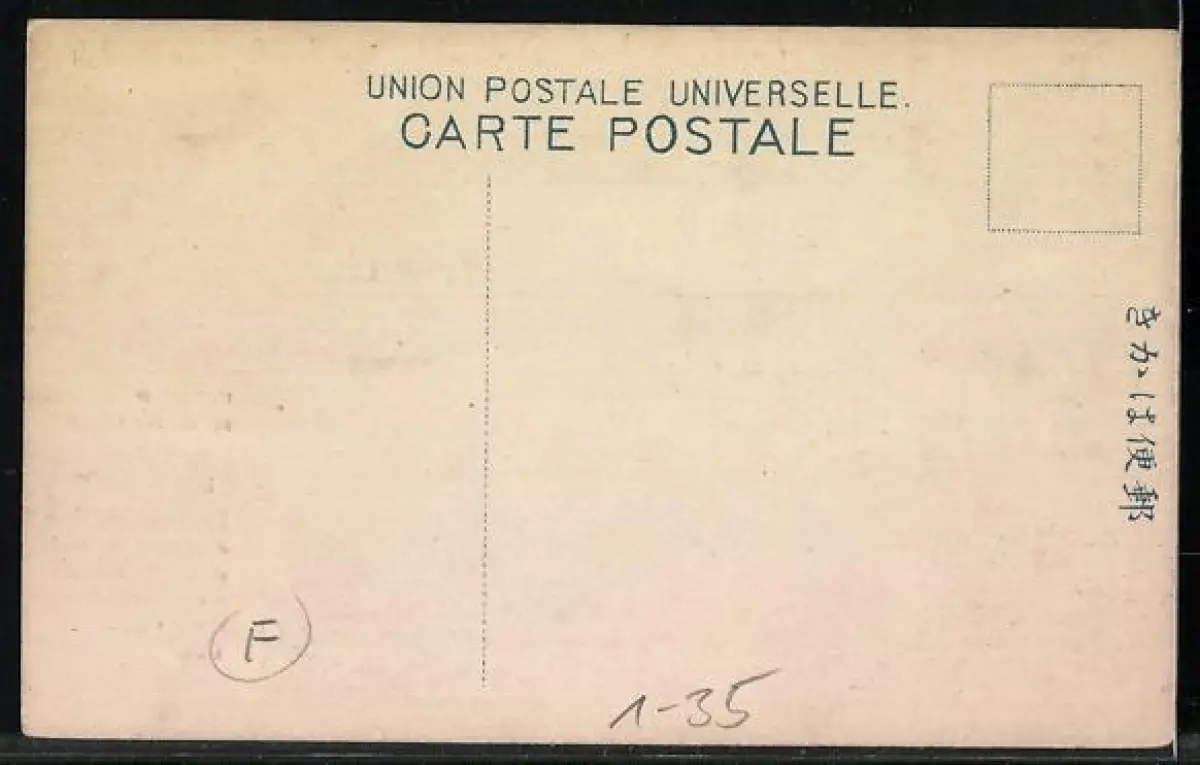 UNION POSTALE UNIVERSELLE.
CARTE POSTALE
郵便はかき
F
1-35